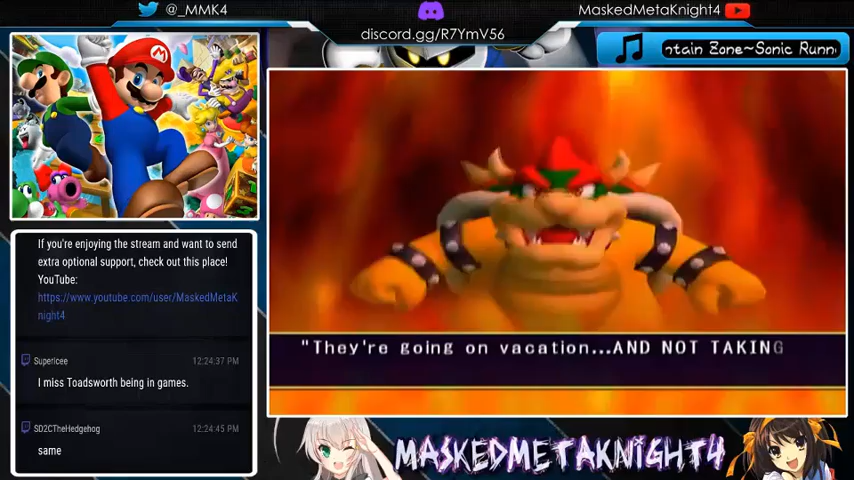 @_MMK4
discord.gg/R7YmV56
MaskedMetaKnight4
ntain Zone~Sonic Runn
If you're enjoying the stream and want to send
extra optional support, check out this place!
YouTube:
https://www.youtube.com/user/MaskedMetaK
night4
Supericee 12:24:37 PM
I miss Toadsworth being in games.
SD2CTheHedgehog 12:24:45 PM
same
"They're going on vacation...AND NOT TAKING
MASKEDMETAKNIGHT4